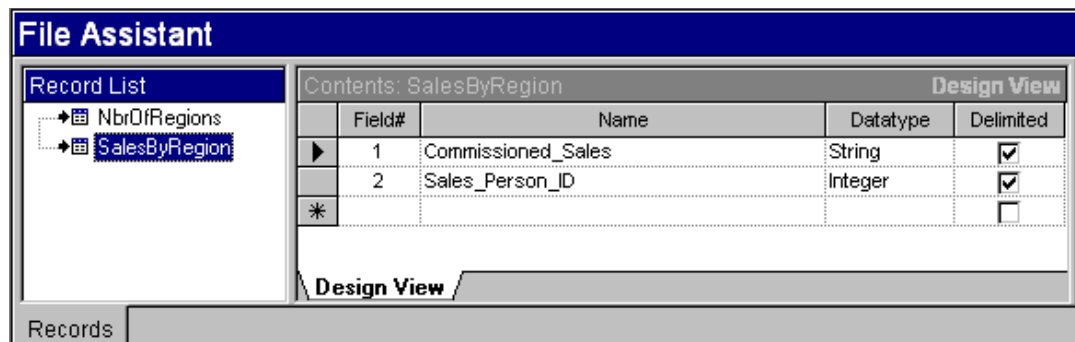 File Assistant
Record List
NbrOfRegions
SalesByRegion
Contents: SalesByRegion Design View
Field# Name Datatype Delimited
1 Commissioned_Sales String
2 Sales_Person_ID Integer
Design View
Records